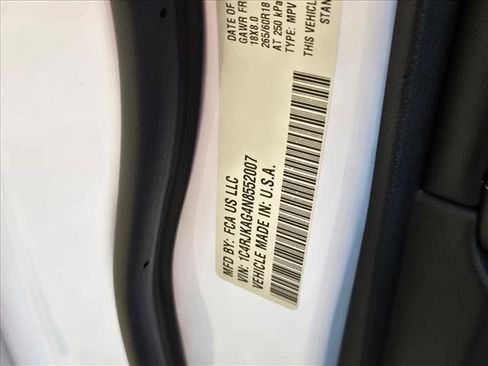 MFD BY: FCA US LLC
VIN: 1C4RJKAG4N8552007
VEHICLE MADE IN: U.S.A.
DATE OF
GAWR FR
18X8.0
265/60R18
AT 250 kPa
TYPE: MPV
THIS VEHICLE
STAN